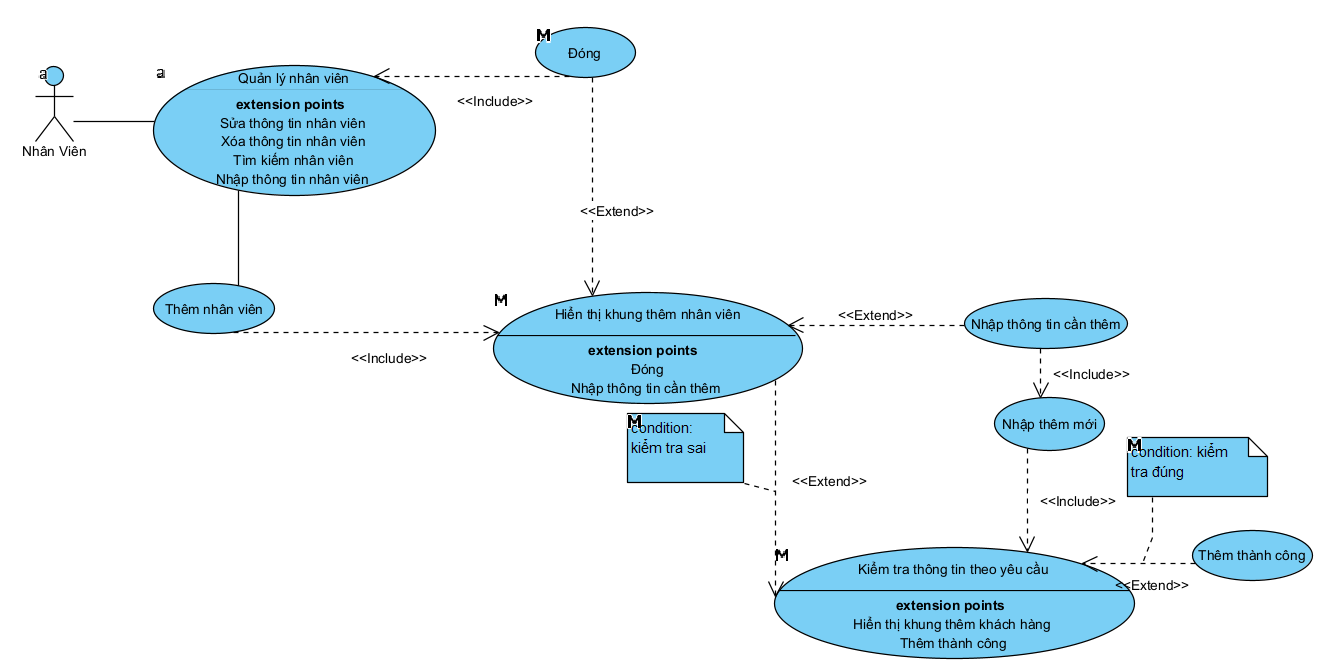 M
Đóng
a
a
Quản lý nhân viên
<<Include>>
extension points
Sửa thông tin nhân viên
Xóa thông tin nhân viên
Tìm kiếm nhân viên
Nhập thông tin nhân viên
Nhân Viên
<<Extend>>
Thêm nhân viên
M
Hiển thị khung thêm nhân viên
<<Extend>>
Nhập thông tin cần thêm
extension points
Đóng
Nhập thông tin cần thêm
<<Include>>
<<Include>>
M
condition:
kiểm tra sai
Nhập thêm mới
M
condition: kiểm
tra đúng
<<Extend>>
<<Include>>
M
Kiểm tra thông tin theo yêu cầu
Thêm thành công
<<Extend>>
extension points
Hiển thị khung thêm khách hàng
Thêm thành công